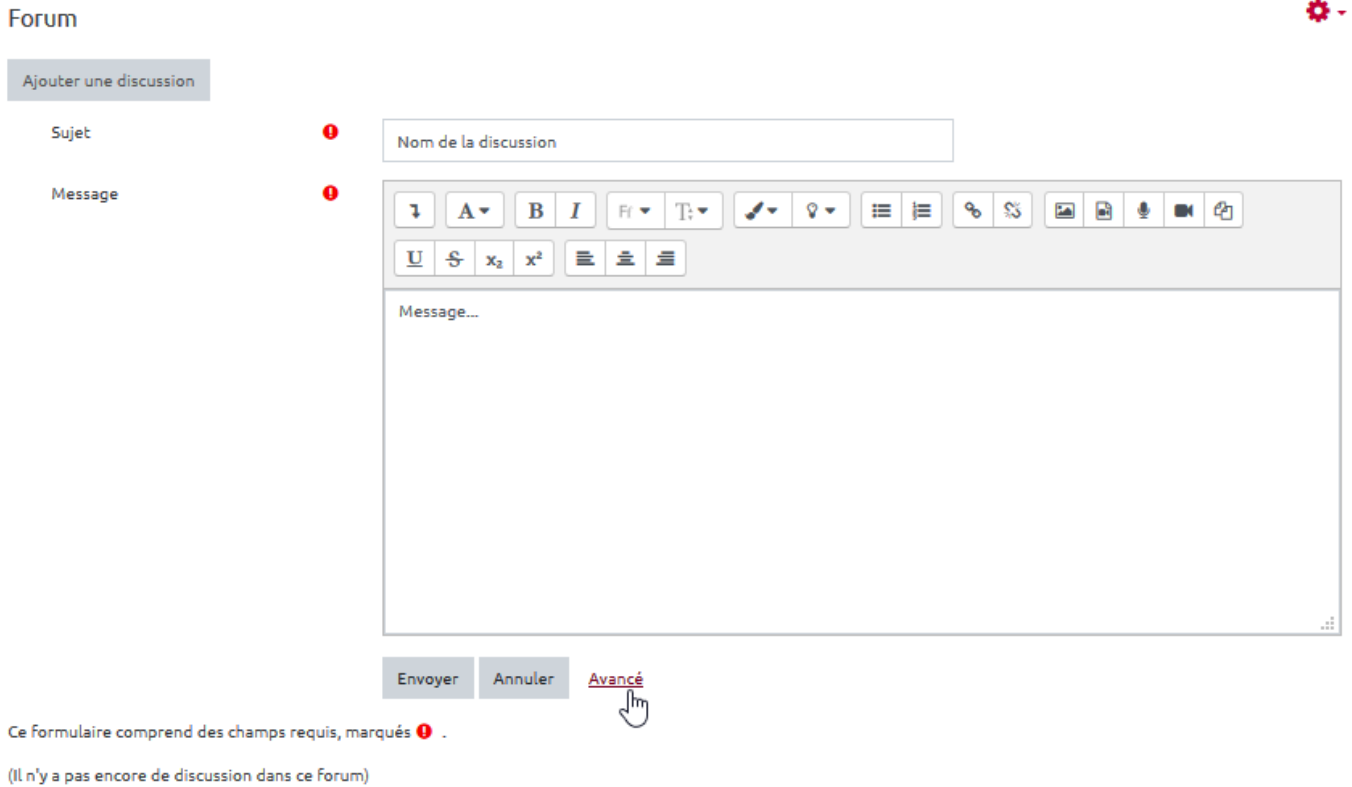 Forum
Ajouter une discussion
Sujet
Nom de la discussion
Message
Message...
Envoyer Annuler Avancé
Ce formulaire comprend des champs requis, marqués .
(Il n'y a pas encore de discussion dans ce forum)